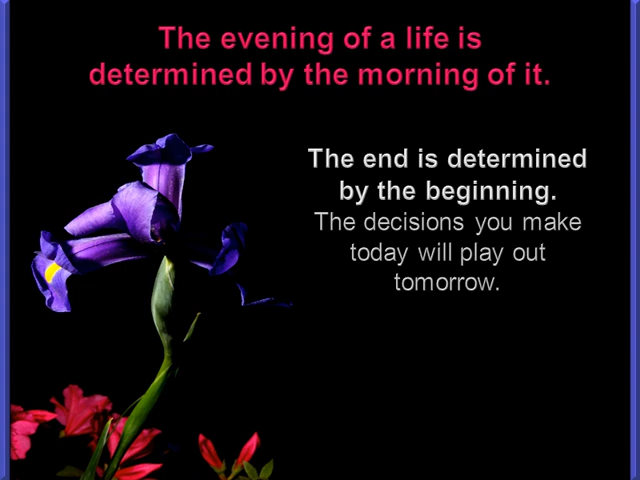 The evening of a life is
determined by the morning of it.
The end is determined
by the beginning.
The decisions you make
today will play out
tomorrow.